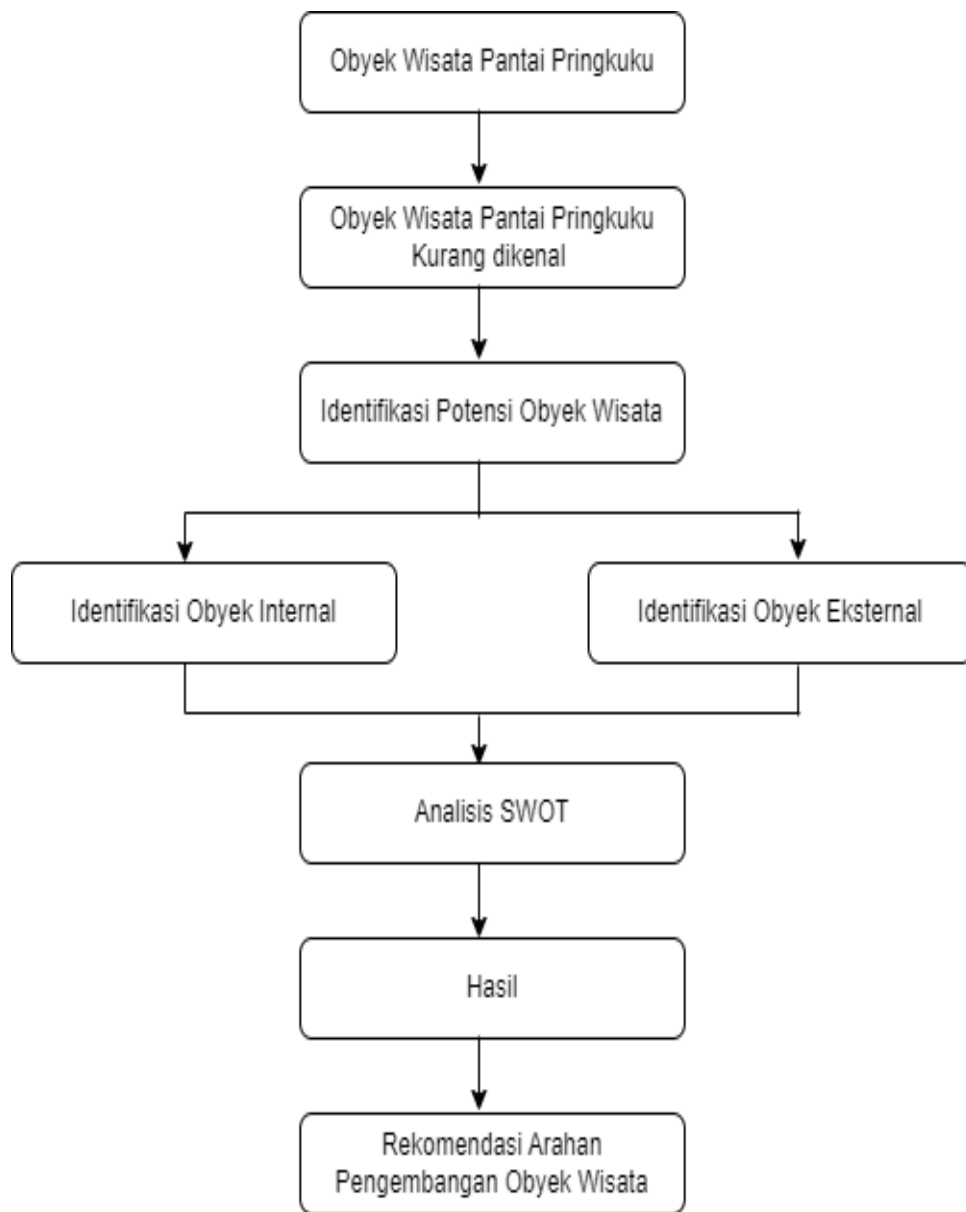 Obyek Wisata Pantai Pringkuku
Obyek Wisata Pantai Pringkuku
Kurang dikenal
Identifikasi Potensi Obyek Wisata
Identifikasi Obyek Internal
Identifikasi Obyek Eksternal
Analisis SWOT
Hasil
Rekomendasi Arahan
Pengembangan Obyek Wisata